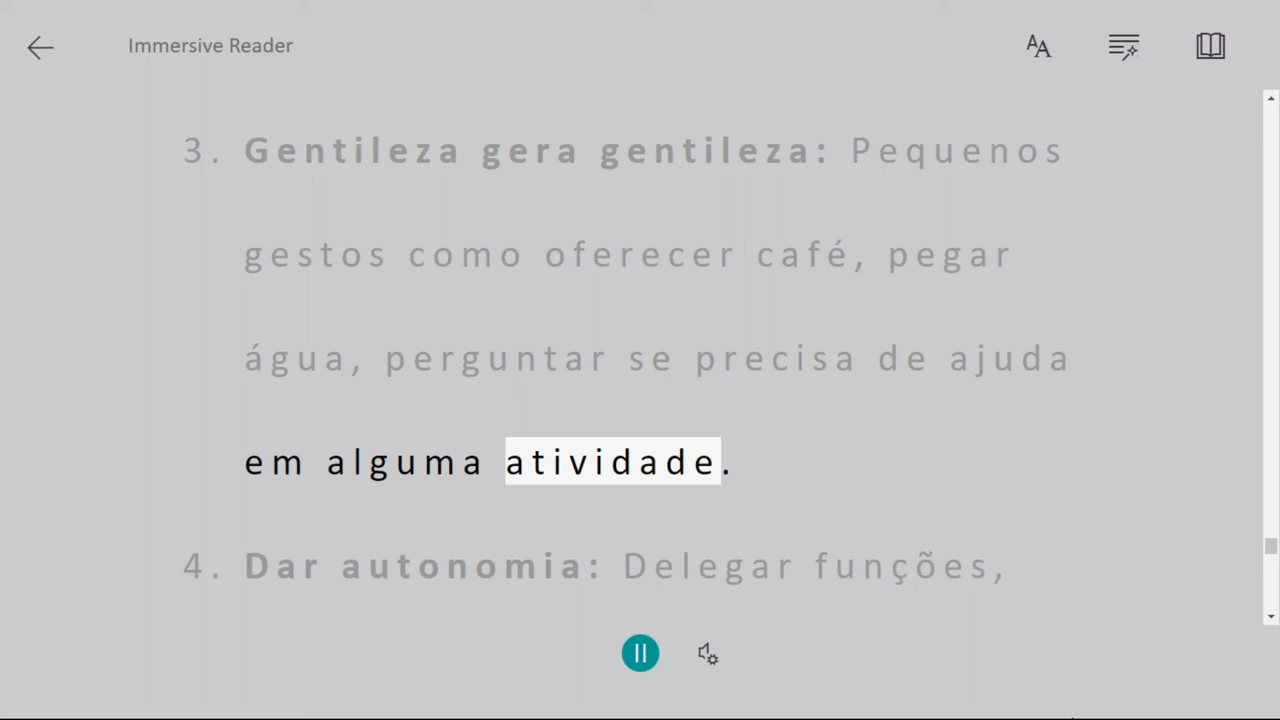 Immersive Reader
3. Gentileza gera gentileza: Pequenos
gestos como oferecer café, pegar
água, perguntar se precisa de ajuda
em alguma atividade.
4. Dar autonomia: Delegar funções,